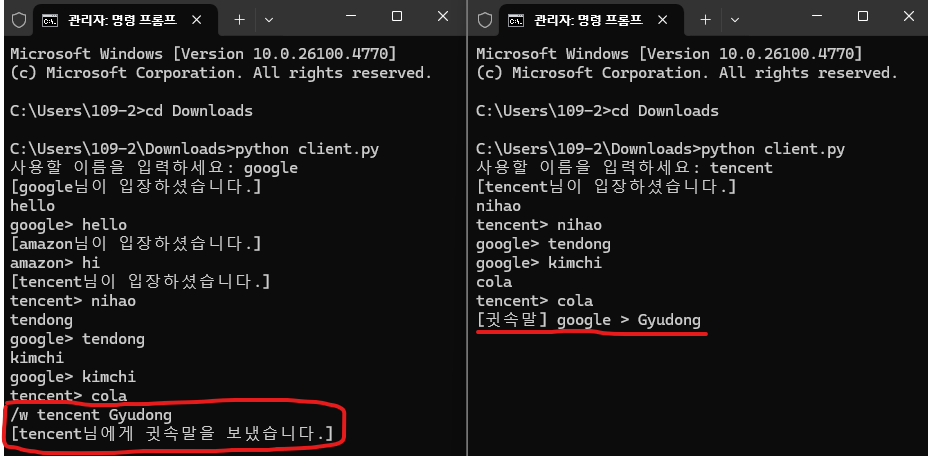 관리자: 명령 프롬프
Microsoft Windows [Version 10.0.26100.4770]
(c) Microsoft Corporation. All rights reserved.
C:\Users\109-2>cd Downloads
C:\Users\109-2\Downloads>python client.py
사용할 이름을 입력하세요: google
[google님이 입장하셨습니다.]
hello
google> hello
[amazon님이 입장하셨습니다.]
amazon> hi
[tencent님이 입장하셨습니다.]
tencent> nihao
tendong
google> tendong
kimchi
google> kimchi
tencent> cola
/w tencent Gyudong
[tencent님에게 귓속말을 보냈습니다.]
관리자: 명령 프롬프
Microsoft Windows [Version 10.0.26100.4770]
(c) Microsoft Corporation. All rights reserved.
C:\Users\109-2>cd Downloads
C:\Users\109-2\Downloads>python client.py
사용할 이름을 입력하세요: tencent
[tencent님이 입장하셨습니다.]
nihao
tencent> nihao
google> tendong
google> kimchi
cola
tencent> cola
[귓속말] google > Gyudong